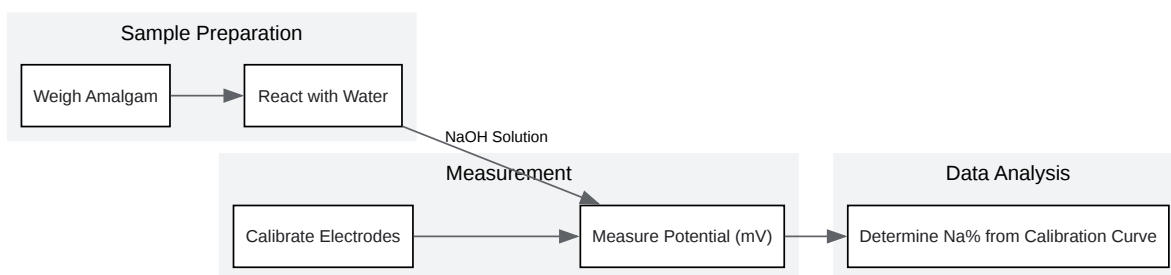 Sample Preparation
Weigh Amalgam
React with Water
NaOH Solution
Measurement
Calibrate Electrodes
Measure Potential (mV)
Data Analysis
Determine Na% from Calibration Curve